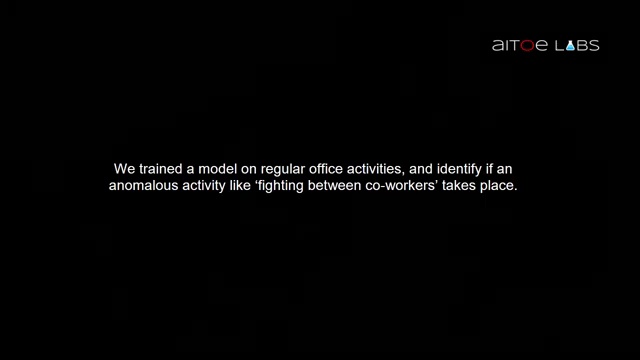 aiTOe LABS
We trained a model on regular office activities, and identify if an
anomalous activity like ‘fighting between co-workers’ takes place.